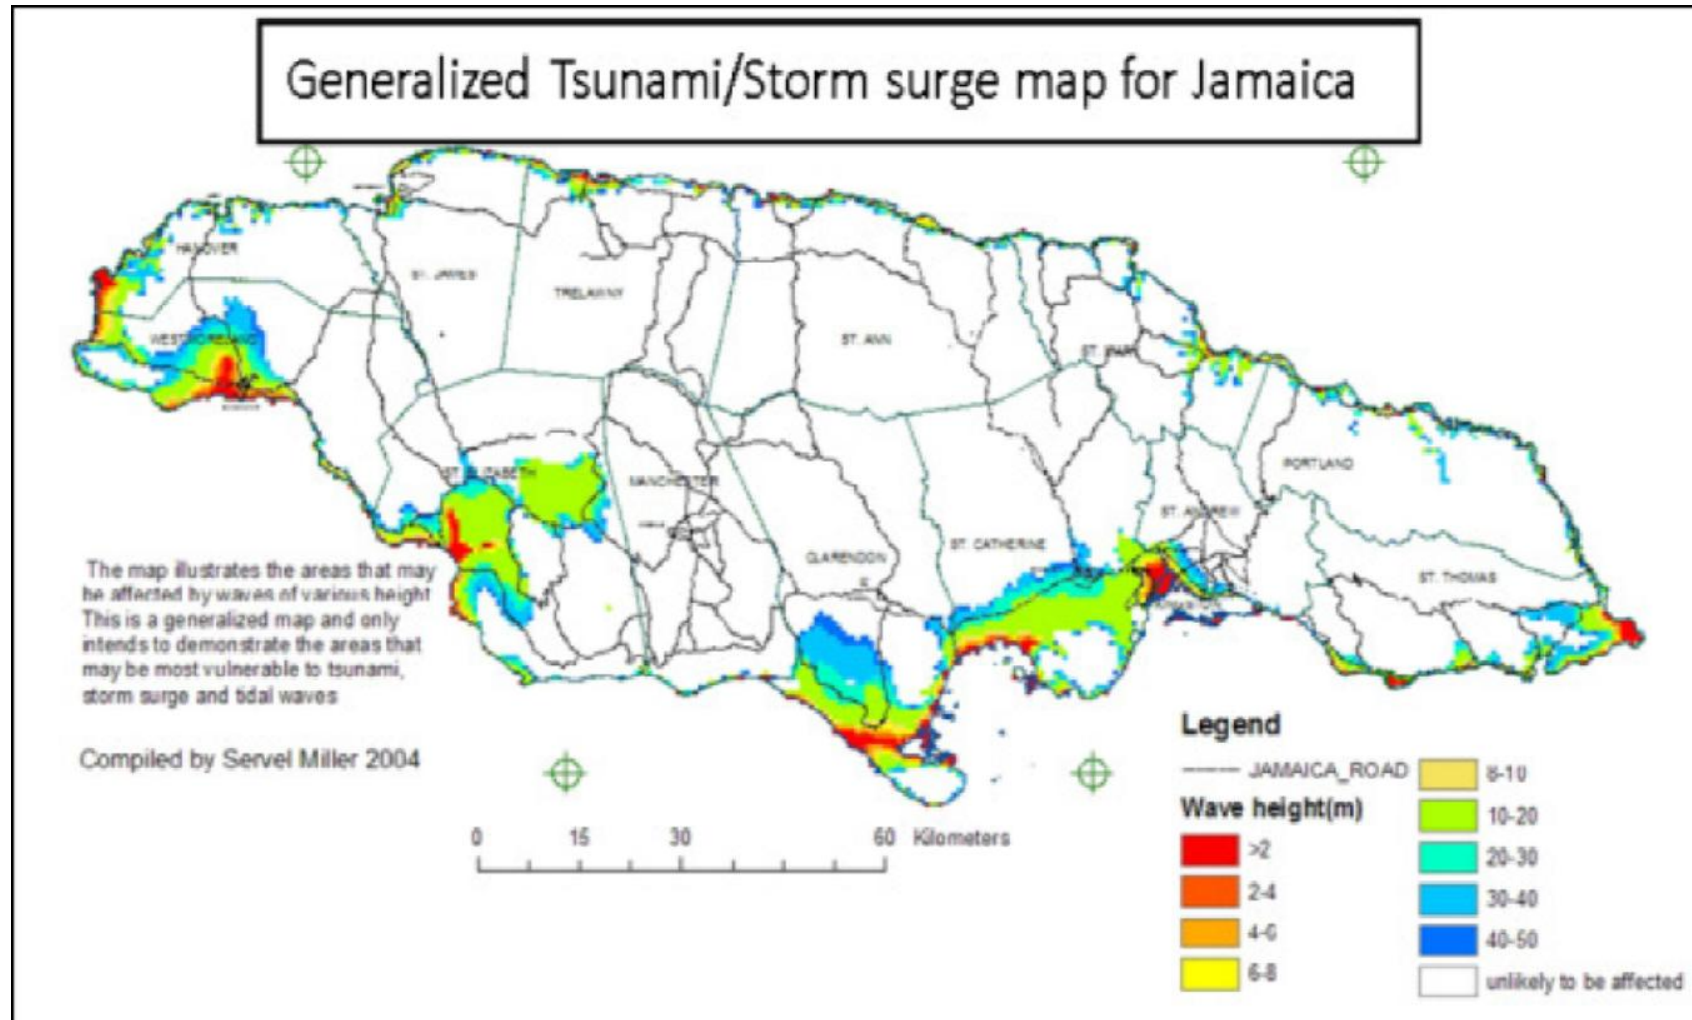 Generalized Tsunami/Storm surge map for Jamaica
HANOVER
ST. JAMES
TRELAWNY
WESTMORELAND
ST. ANN
ST. MARY
ST. ELIZABETH
MANCHESTER
PORTLAND
ST. ANDREW
ST. CATHERINE
CLARENDON
ST. THOMAS
The map illustrates the areas that may
be affected by waves of various height
This is a generalized map and only
intends to demonstrate the areas that
may be most vulnerable to tsunami,
storm surge and tidal waves
Compiled by Servel Miller 2004
0 15 30 60 Kilometers
Legend
JAMAICA_ROAD
Wave height(m)
>2
2-4
4-6
6-8
8-10
10-20
20-30
30-40
40-50
unlikely to be affected